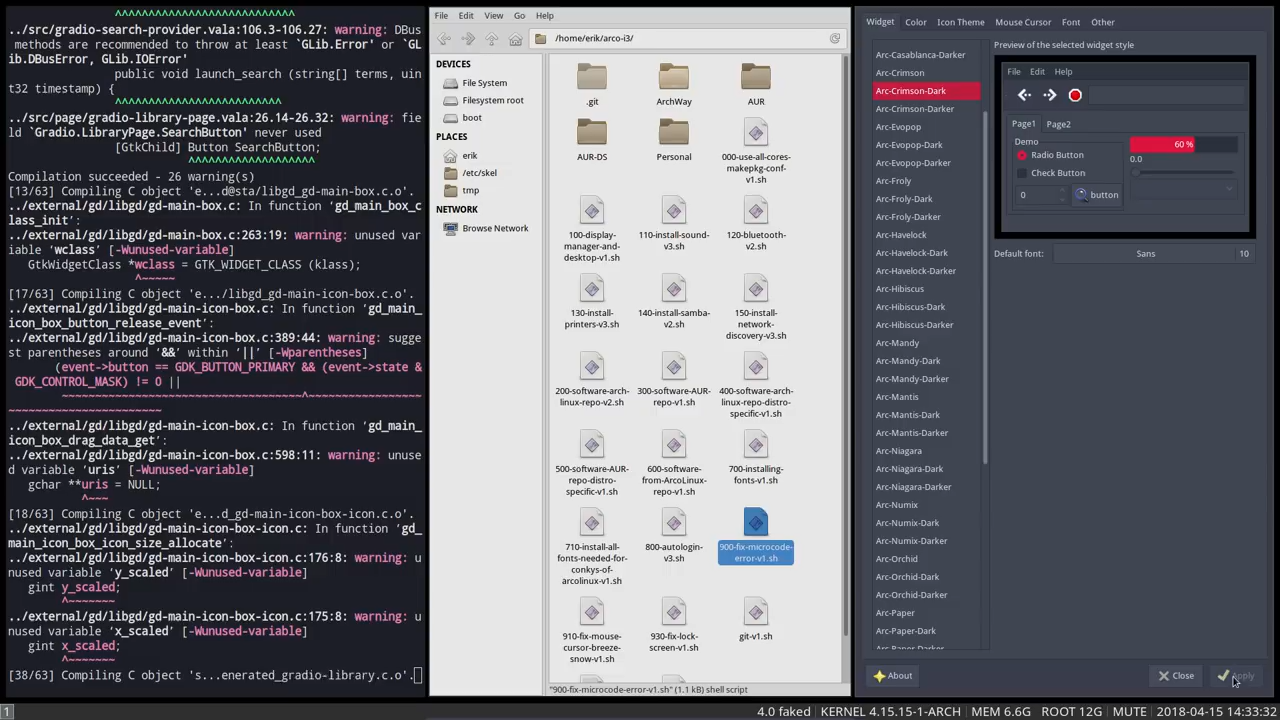 ../src/gradio-search-provider.vala:106.3-106.27: warning: DBus
methods are recommended to throw at least `GLib.Error' or `GL
ib.DBusError, GLib.IOError'
public void launch_search (string[] terms, uin
t32 timestamp) {
^^^^^^^^^^^^^^^^^^^^^^^^^
../src/gradio-library-page.vala:26.14-26.32: warning: fie
ld `Gradio.LibraryPage.SearchButton' never used
[GtkChild] Button SearchButton;
^^^^^^^^^^^^^^^^^^^
Compilation succeeded - 26 warning(s)
[13/63] Compiling C object 'e...d@sta/libgd_gd-main-box.c.o'.
../external/gd/libgd/gd-main-box.c: In function ‘gd_main_box_c
lass_init’:
../external/gd/libgd/gd-main-box.c:263:19: warning: unused var
iable ‘wclass’ [-Wunused-variable]
GtkWidgetClass *wclass = GTK_WIDGET_CLASS (klass);
^~~~~~
[17/63] Compiling C object 'e.../libgd_gd-main-icon-box.c.o'.
../external/gd/libgd/gd-main-icon-box.c: In function ‘gd_main_
icon_box_button_release_event’:
../external/gd/libgd/gd-main-icon-box.c:389:44: warning: sugge
st parentheses around ‘&&’ within ‘||’ [-Wparentheses]
(event->button == GDK_BUTTON_PRIMARY && (event->state &
GDK_CONTROL_MASK) != 0 ||
../external/gd/libgd/gd-main-icon-box.c: In function ‘gd_main_
icon_box_drag_data_get’:
../external/gd/libgd/gd-main-icon-box.c:598:11: warning: unuse
d variable ‘uris’ [-Wunused-variable]
gchar **uris = NULL;
^~~~
[18/63] Compiling C object 'e...d_gd-main-icon-box-icon.c.o'.
../external/gd/libgd/gd-main-icon-box-icon.c: In function ‘gd_
main_icon_box_icon_size_allocate’:
../external/gd/libgd/gd-main-icon-box-icon.c:176:8: warning: u
nused variable ‘y_scaled’ [-Wunused-variable]
gint y_scaled;
^~~~~~~~
../external/gd/libgd/gd-main-icon-box-icon.c:175:8: warning: u
nused variable ‘x_scaled’ [-Wunused-variable]
gint x_scaled;
^~~~~~~~
[38/63] Compiling C object 's...enerated_gradio-library.c.o'.
File Edit View Go Help
/home/erik/arco-i3/
DEVICES
File System
Filesystem root
boot
PLACES
erik
/etc/skel
tmp
NETWORK
Browse Network
.git ArchWay AUR
AUR-DS Personal 000-use-all-cores-
makepkg-conf-
v1.sh
100-display-
manager-and-
desktop-v1.sh
110-install-sound-
v3.sh
120-bluetooth-
v2.sh
130-install-
printers-v3.sh
140-install-samba-
v2.sh
150-install-
network-
discovery-v3.sh
200-software-arch-
linux-repo-v2.sh
300-software-AUR-
repo-v1.sh
400-software-arch-
linux-repo-distro-
specific-v1.sh
500-software-AUR-
repo-distro-
specific-v1.sh
600-software-
from-ArcoLinux-
repo-v1.sh
700-installing-
fonts-v1.sh
710-install-all-
fonts-needed-for-
conkys-of-
arcolinux-v1.sh
800-autologin-
v3.sh
900-fix-microcode-
error-v1.sh
910-fix-mouse-
cursor-breeze-
snow-v1.sh
930-fix-lock-
screen-v1.sh
git-v1.sh
"900-fix-microcode-error-v1.sh" (1.1 kB) shell script
Widget Color Icon Theme Mouse Cursor Font Other
Arc-Casablanca-Darker
Arc-Crimson
Arc-Crimson-Dark
Arc-Crimson-Darker
Arc-Evopop
Arc-Evopop-Dark
Arc-Evopop-Darker
Arc-Froly
Arc-Froly-Dark
Arc-Froly-Darker
Arc-Havelock
Arc-Havelock-Dark
Arc-Havelock-Darker
Arc-Hibiscus
Arc-Hibiscus-Dark
Arc-Hibiscus-Darker
Arc-Mandy
Arc-Mandy-Dark
Arc-Mandy-Darker
Arc-Mantis
Arc-Mantis-Dark
Arc-Mantis-Darker
Arc-Niagara
Arc-Niagara-Dark
Arc-Niagara-Darker
Arc-Numix
Arc-Numix-Dark
Arc-Numix-Darker
Arc-Orchid
Arc-Orchid-Dark
Arc-Orchid-Darker
Arc-Paper
Arc-Paper-Dark
Arc-Paper-Darker
Preview of the selected widget style
File Edit Help
Page1 Page2
Demo
Radio Button
Check Button
0
button
60 %
0.0
Default font: Sans 10
About
Close
Apply
1
4.0 faked KERNEL 4.15.15-1-ARCH MEM 6.6G ROOT 12G MUTE 2018-04-15 14:33:32